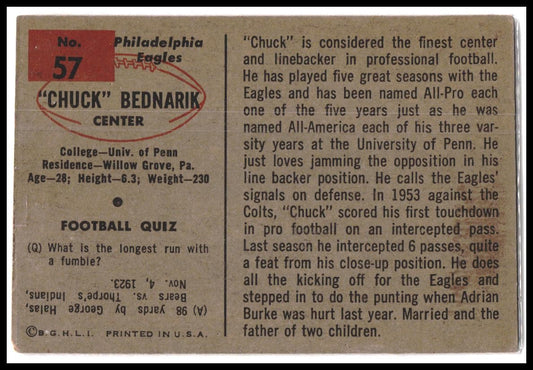 No.
57
Philadelphia
Eagles
"CHUCK" BEDNARIK
CENTER
College—Univ. of Penn
Residence—Willow Grove, Pa.
Age—28; Height—6.3; Weight—230
FOOTBALL QUIZ
(Q) What is the longest run with
a fumble?
(A) 98 yards by George Halas,
Bears vs. Thorpe's Indians,
Nov. 4, 1923.
©B.G.H.L.I. PRINTED IN U.S.A.
"Chuck" is considered the finest center
and linebacker in professional football.
He has played five great seasons with the
Eagles and has been named All-Pro each
one of the five years just as he was
named All-America each of his three var-
sity years at the University of Penn. He
just loves jamming the opposition in his
line backer position. He calls the Eagles'
signals on defense. In 1953 against the
Colts, "Chuck" scored his first touchdown
in pro football on an intercepted pass.
Last season he intercepted 6 passes, quite
a feat from his close-up position. He does
all the kicking off for the Eagles and
stepped in to do the punting when Adrian
Burke was hurt last year. Married and the
father of two children.